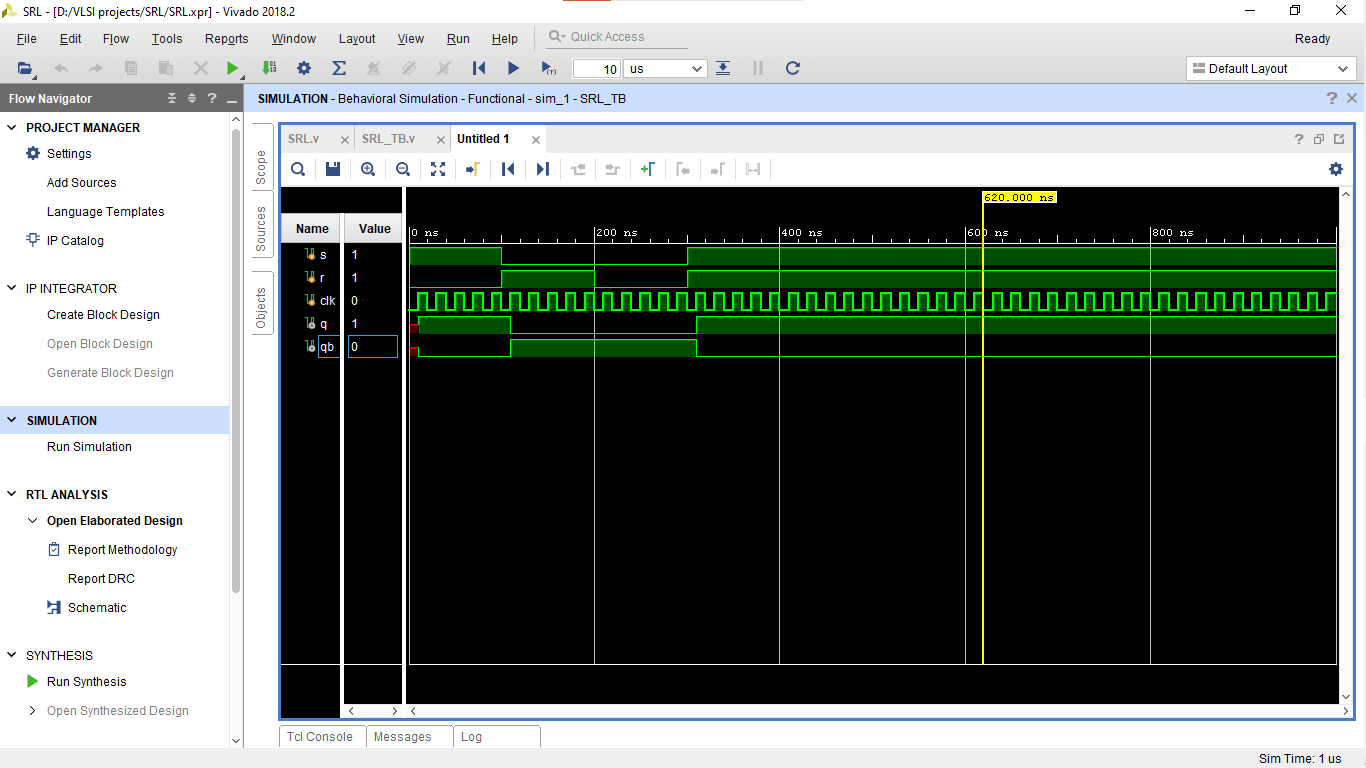 SRL - [D:/VLSI projects/SRL/SRL.xpr] - Vivado 2018.2
File Edit Flow Tools Reports Window Layout View Run Help Quick Access Ready
10 us Default Layout
Flow Navigator
SIMULATION - Behavioral Simulation - Functional - sim_1 - SRL_TB
PROJECT MANAGER
Settings
Add Sources
Language Templates
IP Catalog
IP INTEGRATOR
Create Block Design
Open Block Design
Generate Block Design
SIMULATION
Run Simulation
RTL ANALYSIS
Open Elaborated Design
Report Methodology
Report DRC
Schematic
SYNTHESIS
Run Synthesis
Open Synthesized Design
Scope
Sources
Objects
SRL.v SRL_TB.v Untitled 1
620.000 ns
Name Value 0 ns 200 ns 400 ns 600 ns 800 ns
s 1
r 1
clk 0
q 1
qb 0
Tcl Console Messages Log
Sim Time: 1 us